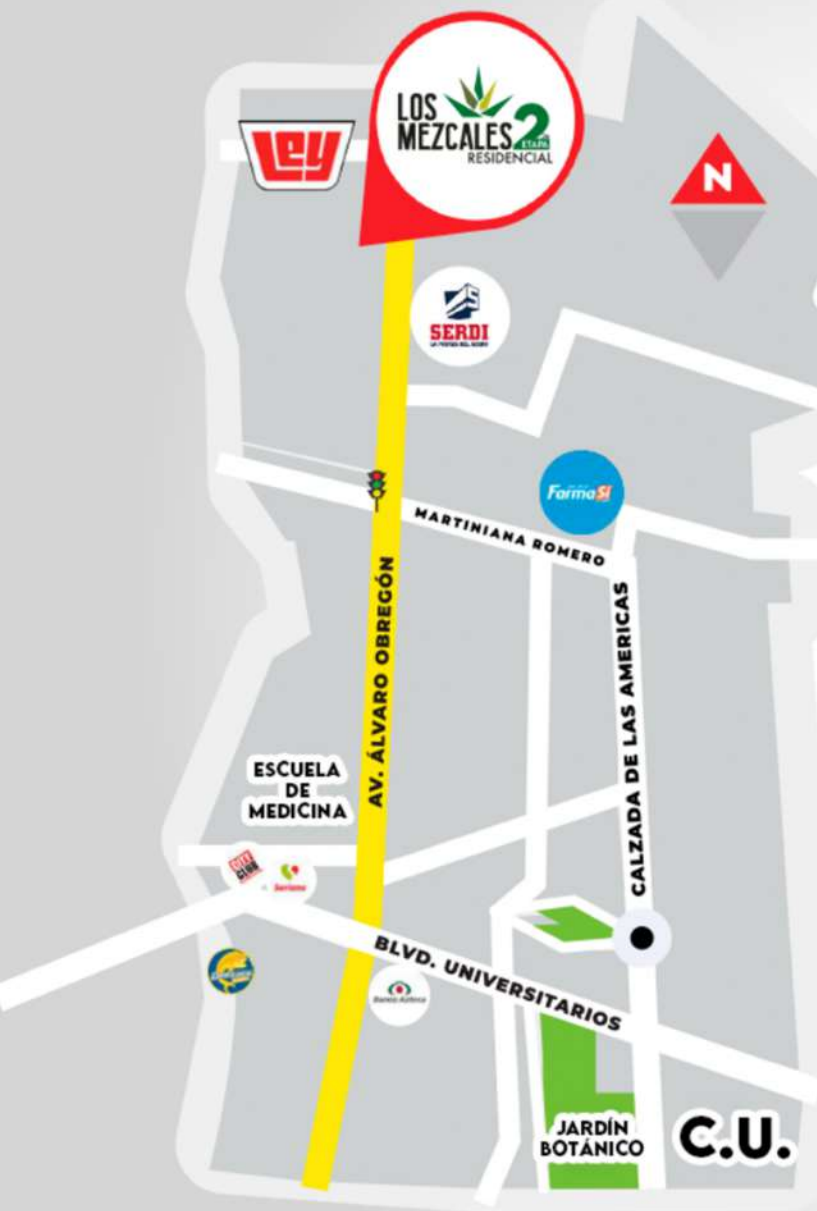 LOS
MEZCALES 2
ETAPA
RESIDENCIAL
LEY
N
SERDI
FarmaSí
MARTINIANA ROMERO
AV. ÁLVARO OBREGÓN
CALZADA DE LAS AMERICAS
ESCUELA
DE
MEDICINA
CITY
CLUB
Soriana
BLVD. UNIVERSITARIOS
Banco Azteca
JARDÍN
BOTÁNICO
C.U.